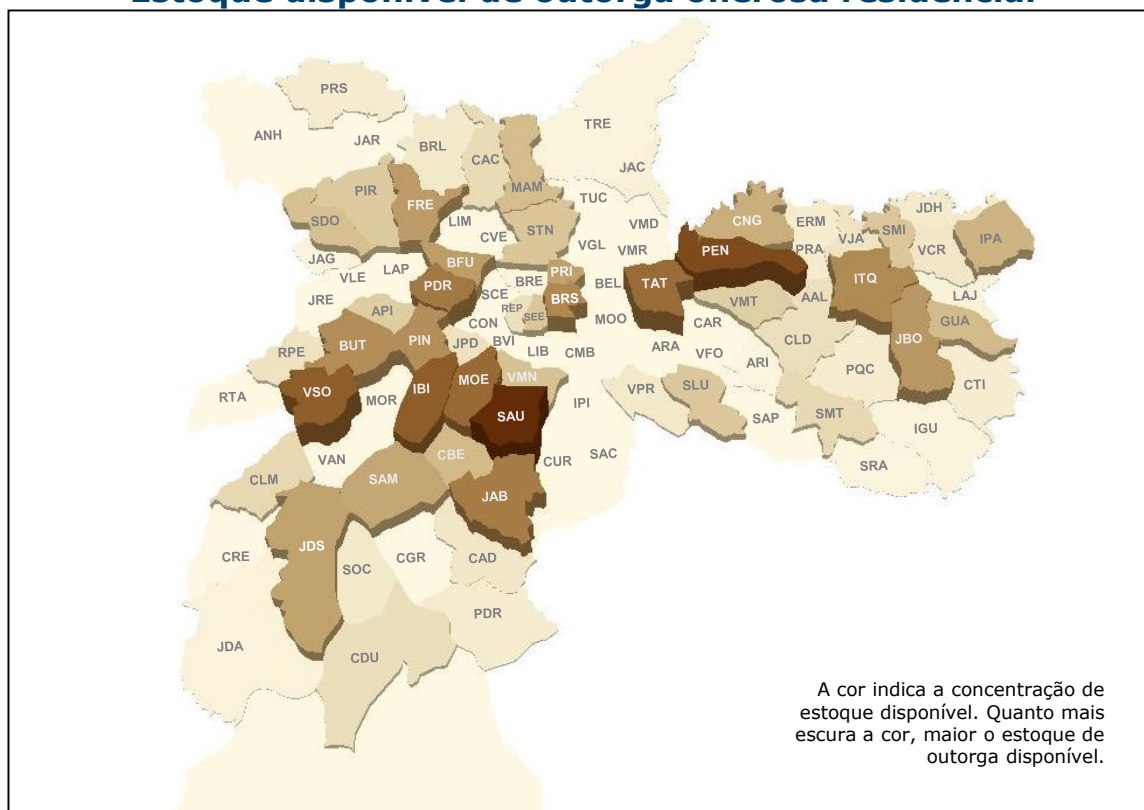 Estoque disponível de outorga onerosa residencial
PRS
ANH
JAR
BRL
CAC
TRE
JAC
PIR
MAM
TUC
SDO
FRE
LIM
CVE
STN
VMD
CNG
ERM
JDH
VJA
SMI
VGL
VMR
PEN
PRA
VCR
IPA
JAG
VLE
LAP
BFU
PDR
SCE
BRE
PRI
BEL
TAT
ITQ
JRE
API
CON
REP
SEE
BRS
MOO
VMT
AAL
LAJ
GUA
RPE
BUT
PIN
JPD
BVI
LIB
CMB
CAR
ARA
VFO
ARI
CLD
JBO
RTA
VSO
MOR
IBI
MOE
VMN
IPI
VPR
SLU
PQC
CTI
SAU
SAP
SMT
IGU
VAN
CBE
CUR
SAC
SRA
CLM
SAM
JAB
CRE
JDS
SOC
CGR
CAD
JDA
CDU
PDR
A cor indica a concentração de
estoque disponível. Quanto mais
escura a cor, maior o estoque de
outorga disponível.